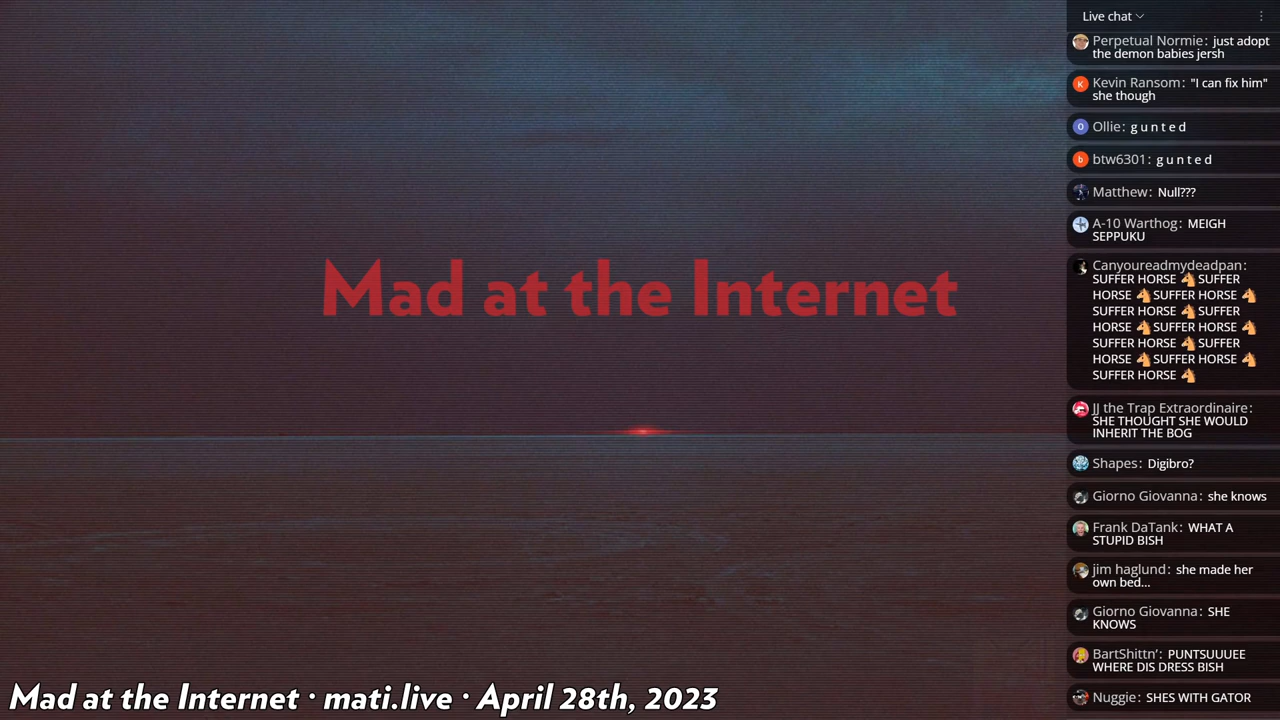 Mad at the Internet
Mad at the Internet · mati.live · April 28th, 2023
Live chat
Perpetual Normie: just adopt
the demon babies jersh
K
Kevin Ransom: "I can fix him"
she though
O
Ollie: g u n t e d
b
btw6301: g u n t e d
Matthew: Null???
A-10 Warthog: MEIGH
SEPPUKU
Canyoureadmydeadpan:
SUFFER HORSE 🐴 SUFFER
HORSE 🐴 SUFFER HORSE 🐴
SUFFER HORSE 🐴 SUFFER
HORSE 🐴 SUFFER HORSE 🐴
SUFFER HORSE 🐴 SUFFER
HORSE 🐴 SUFFER HORSE 🐴
SUFFER HORSE 🐴
JJ the Trap Extraordinaire:
SHE THOUGHT SHE WOULD
INHERIT THE BOG
Shapes: Digibro?
Giorno Giovanna: she knows
Frank DaTank: WHAT A
STUPID BISH
jim haglund: she made her
own bed...
Giorno Giovanna: SHE
KNOWS
BartShittn': PUNTSUUUEE
WHERE DIS DRESS BISH
Nuggie: SHES WITH GATOR